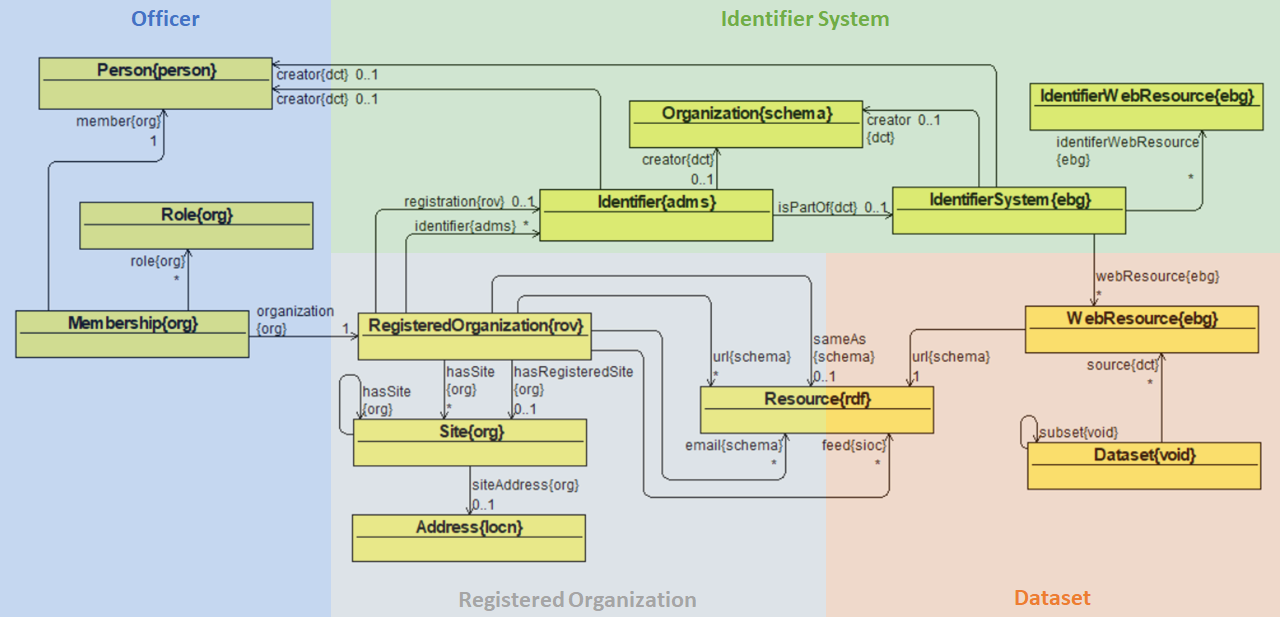 Officer
Identifier System
Person{person}
creator{dct} 0..1
creator{dct} 0..1
member{org}
1
Organization{schema}
creator 0..1
{dct}
IdentifierWebResource{ebg}
identiferWebResource
{ebg}
*
creator{dct}
0..1
Role{org}
role{org}
*
registration{rov} 0..1
identifier{adms} *
Identifier{adms}
isPartOf{dct} 0..1
IdentifierSystem{ebg}
webResource{ebg}
*
Membership{org}
organization
{org}
1
RegisteredOrganization{rov}
WebResource{ebg}
hasSite
{org}
hasSite
{org}
*
hasRegisteredSite
{org}
0..1
url{schema}
*
sameAs
{schema}
0..1
url{schema}
1
source{dct}
*
Resource{rdf}
Site{org}
email{schema}
*
feed{sioc}
*
subset{void}
Dataset{void}
siteAddress{org}
0..1
Address{locn}
Registered Organization
Dataset